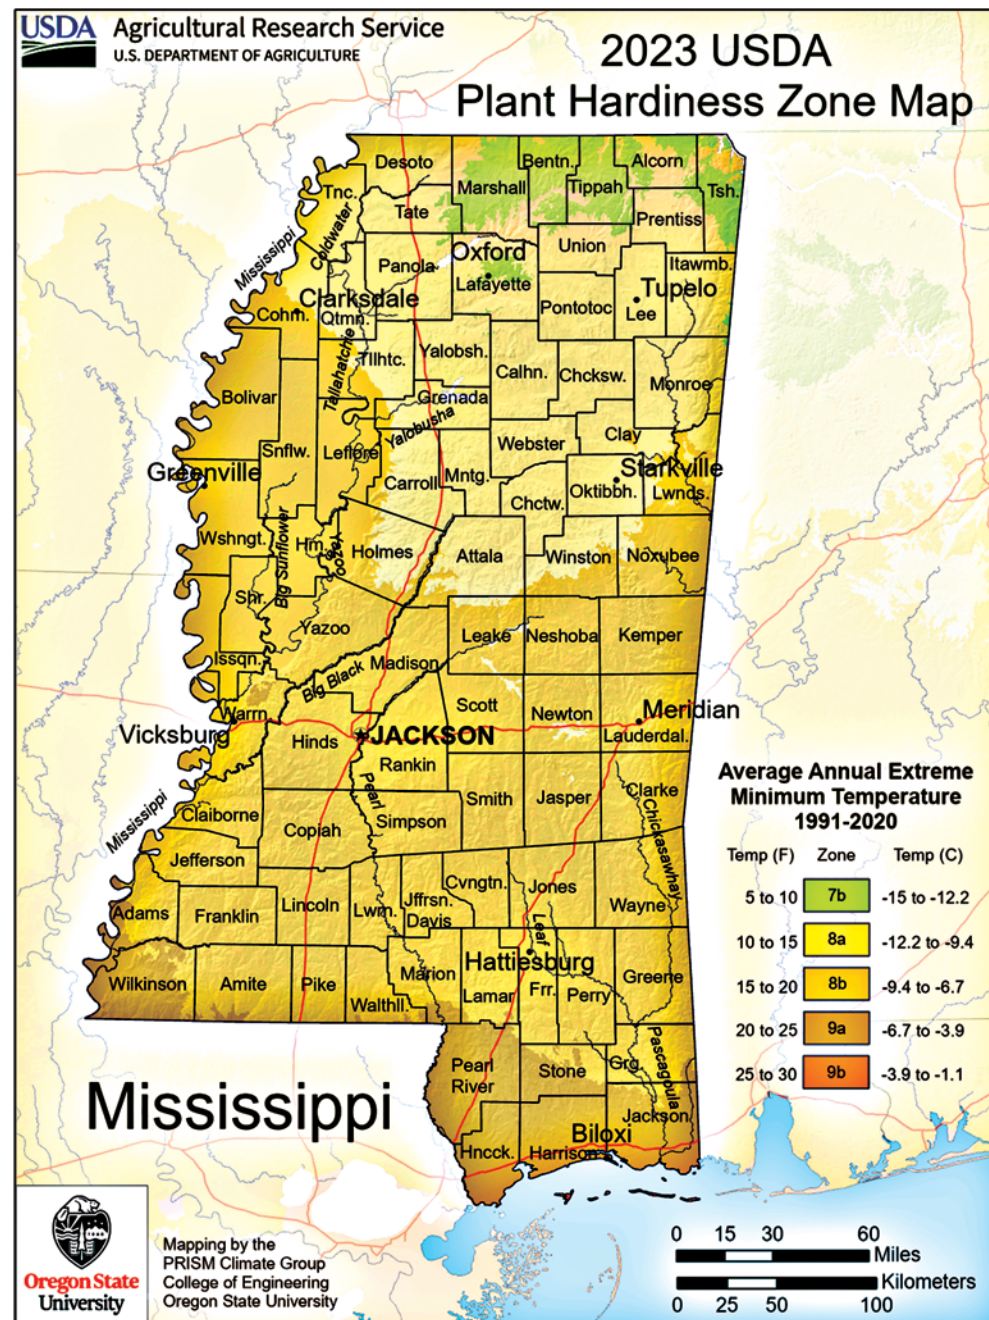 USDA
Agricultural Research Service
U.S. DEPARTMENT OF AGRICULTURE
2023 USDA
Plant Hardiness Zone Map
Desoto
Bentn.
Alcorn
Marshall
Tippah
Tsh.
Tnc.
Tate
Prentiss
Coldwater
Mississippi
Union
Oxford
Panola
Itawmb.
Lafayette
Tupelo
Clarksdale
Pontotoc
Lee
Cohn.
Qtmn.
Tllhtc.
Yalobsh.
Tallahatchie
Calhn.
Chcksw.
Monroe
Bolivar
Grenada
Yalobusha
Clay
Webster
Snflw.
Leflore
Greenville
Starkville
Mntg.
Carroll
Oktibbh.
Lwnds.
Chctw.
Wshngt.
Big Sunflower
Hm.
Yazoo
Holmes
Attala
Winston
Noxubee
Shr.
Yazoo
Leake
Neshoba
Kemper
Issqn.
Big Black
Madison
Scott
Newton
Meridian
Warrn.
Vicksburg
Hinds
JACKSON
Lauderdal.
Rankin
Pearl
Smith
Jasper
Clarke
Chickasawhay
Mississippi
Claiborne
Copiah
Simpson
Jefferson
Cvngtn.
Jones
Jffrsn.
Davis
Adams
Franklin
Lincoln
Lwrn.
Wayne
Leaf
Hattiesburg
Marion
Wilkinson
Amite
Pike
Walthll.
Lamar
Frr.
Perry
Greene
Pascagoula
Pearl
River
Stone
Grg.
Jackson
Biloxi
Hncck.
Harrison
Mississippi
Average Annual Extreme
Minimum Temperature
1991-2020
Temp (F) Zone Temp (C)
5 to 10 7b -15 to -12.2
10 to 15 8a -12.2 to -9.4
15 to 20 8b -9.4 to -6.7
20 to 25 9a -6.7 to -3.9
25 to 30 9b -3.9 to -1.1
Oregon State
University
Mapping by the
PRISM Climate Group
College of Engineering
Oregon State University
0 15 30 60
Miles
Kilometers
0 25 50 100